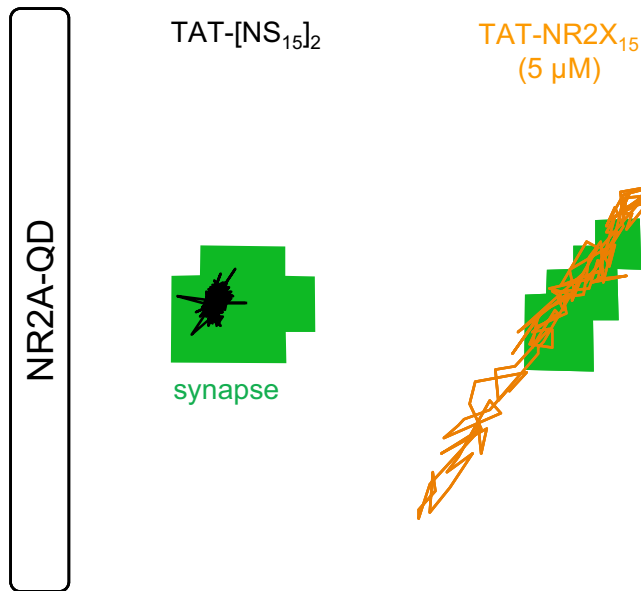 TAT-[NS₁₅]₂
TAT-NR2X₁₅
(5 µM)
NR2A-QD
synapse